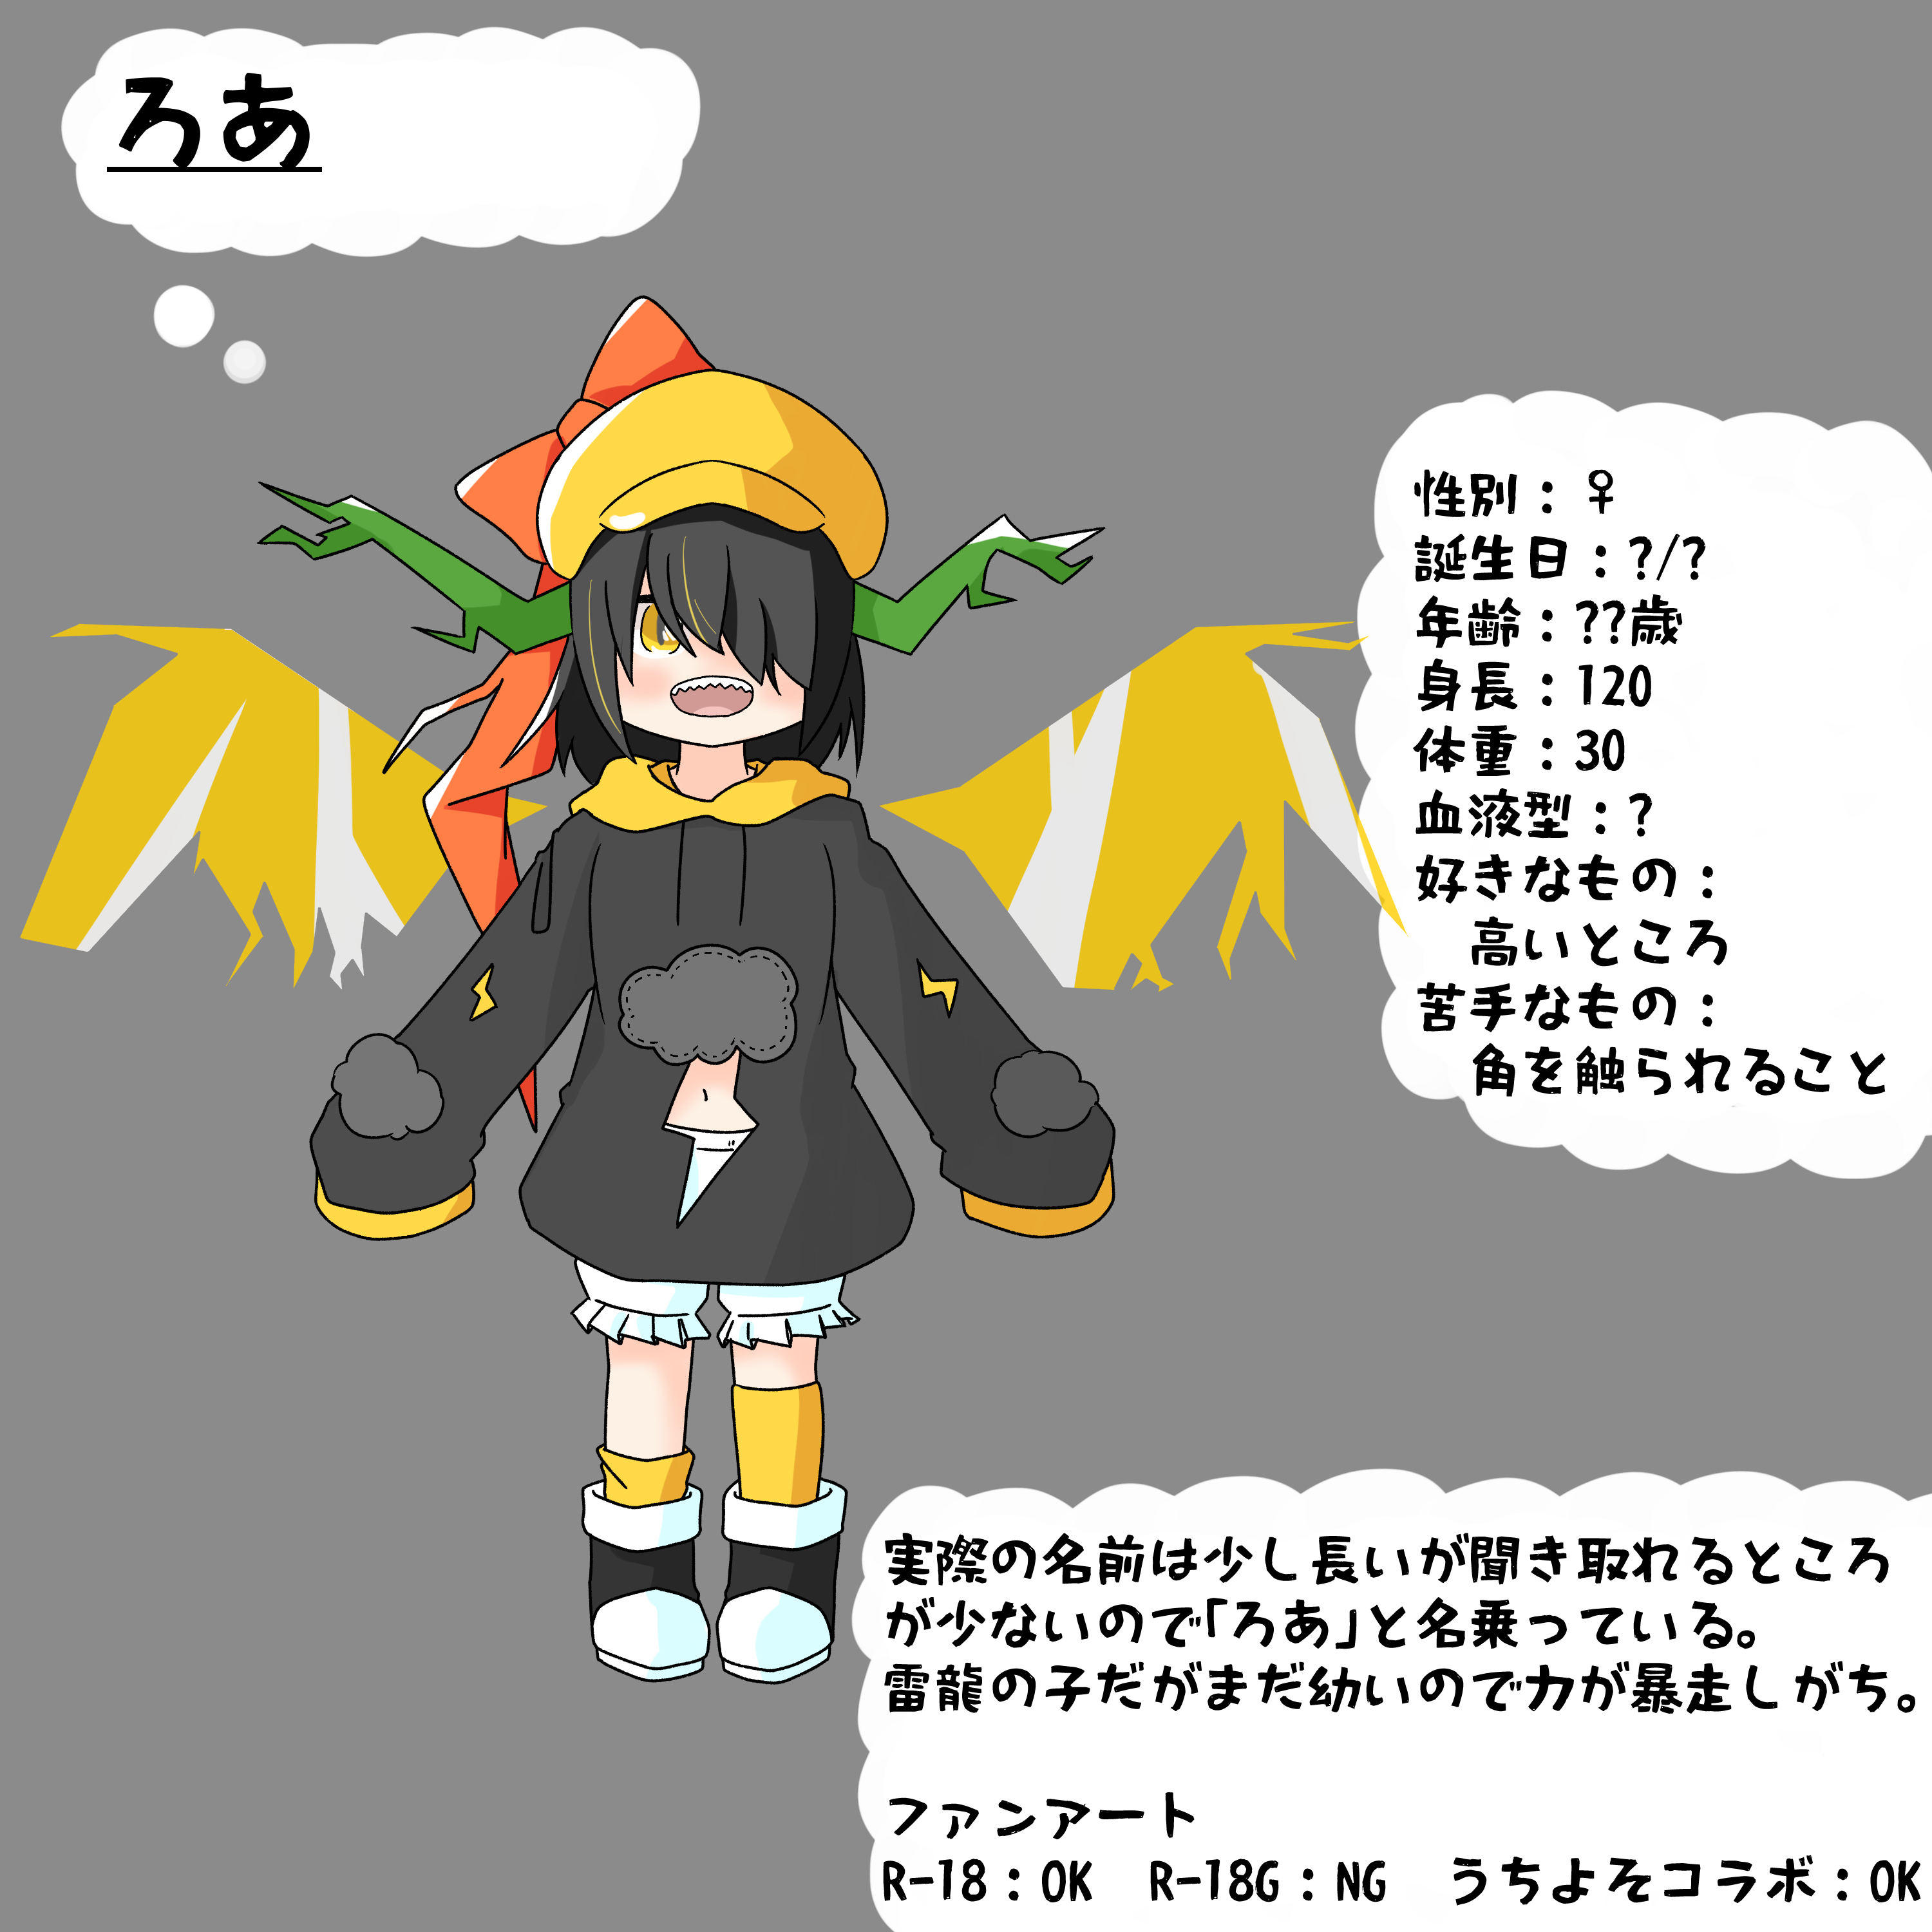 ろあ
性別：♀
誕生日：?/?
年齢：??歳
身長：120
体重：30
血液型：?
好きなもの：
高いところ
苦手なもの：
角を触られること
実際の名前は少し長いが聞き取れるところ
が少ないので｢ろあ｣と名乗っている。
雷龍の子だがまだ幼いので力が暴走しがち。
ファンアート
R-18：OK　R-18G：NG　うちよそコラボ：OK